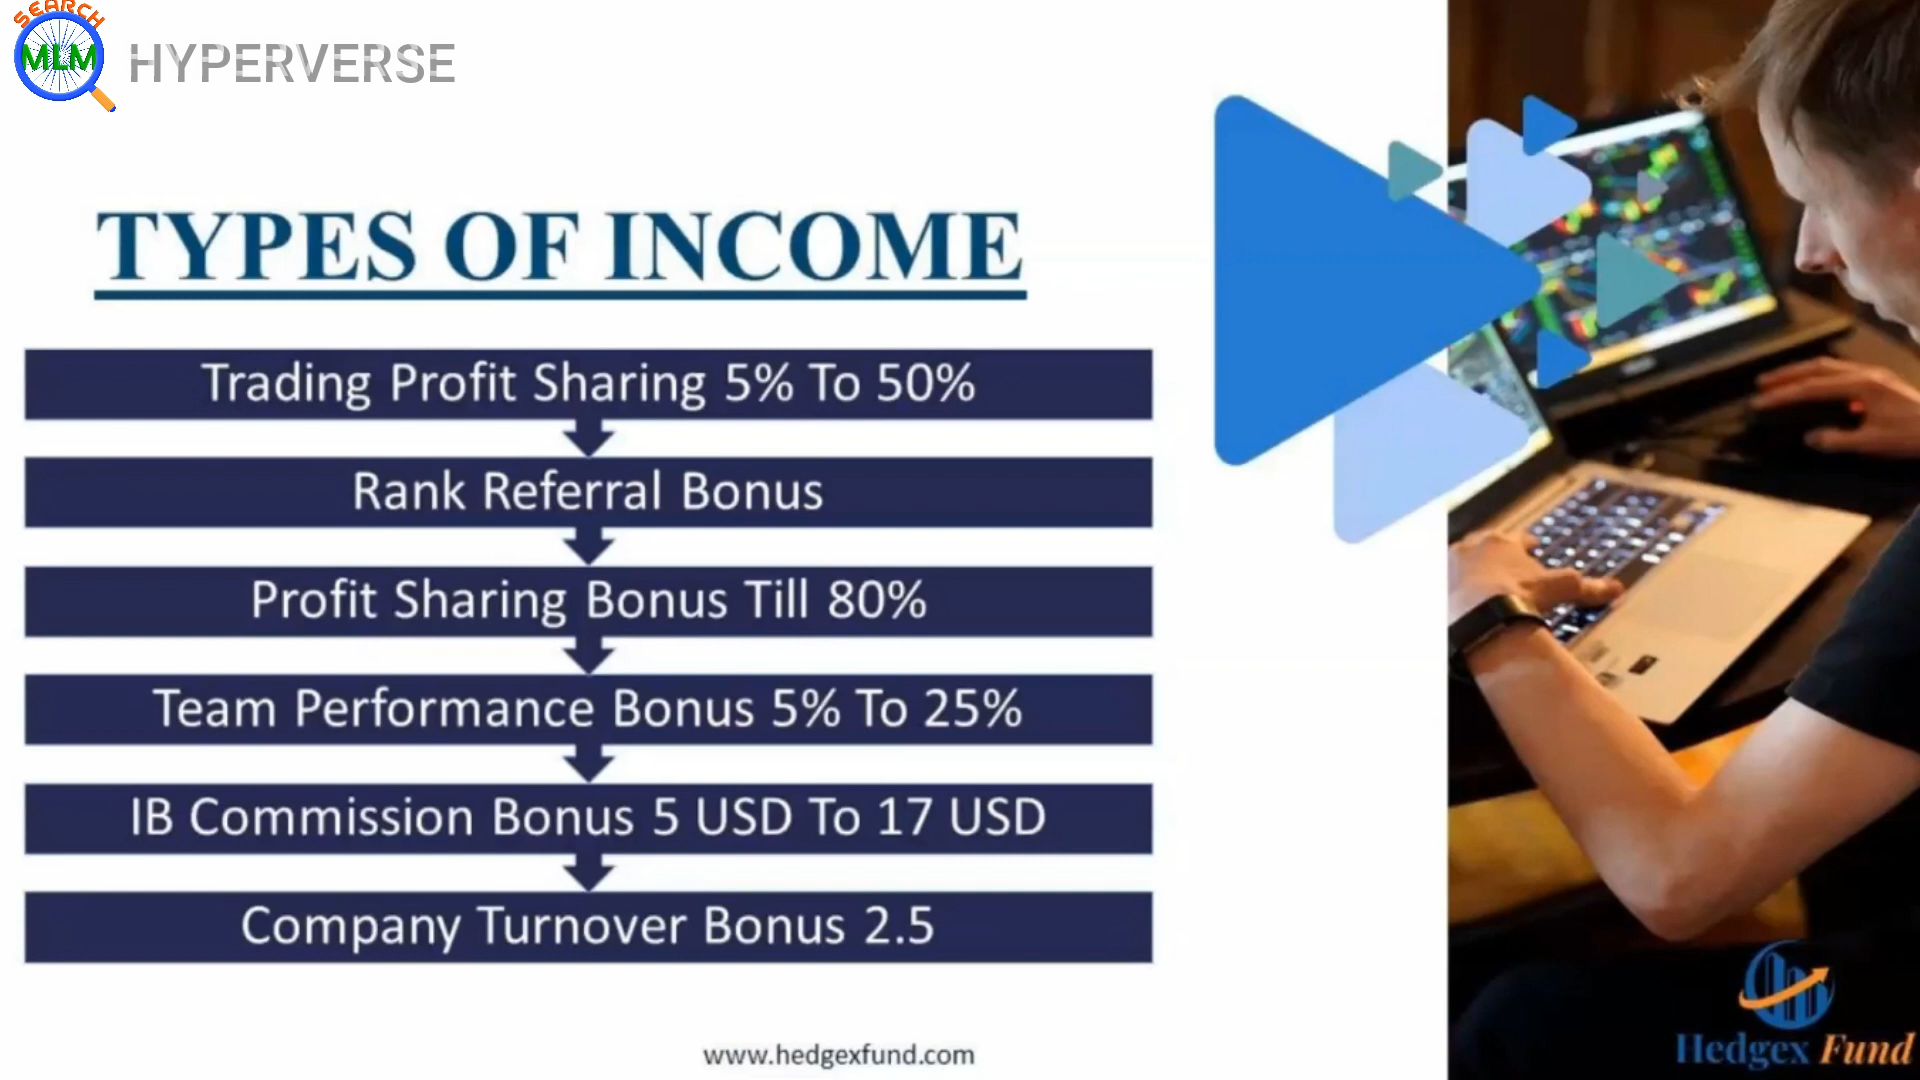 SEARCH
MLM
HYPERVERSE
TYPES OF INCOME
Trading Profit Sharing 5% To 50%
Rank Referral Bonus
Profit Sharing Bonus Till 80%
Team Performance Bonus 5% To 25%
IB Commission Bonus 5 USD To 17 USD
Company Turnover Bonus 2.5
www.hedgexfund.com
Hedgex Fund